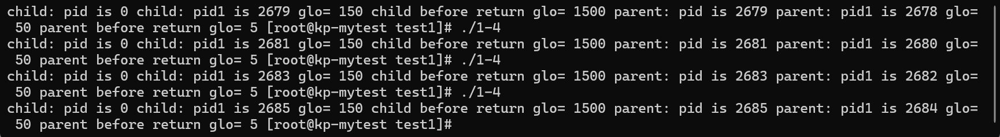 child: pid is 0 child: pid1 is 2679 glo= 150 child before return glo= 1500 parent: pid is 2679 parent: pid1 is 2678 glo=
 50 parent before return glo= 5 [root@kp-mytest test1]# ./1-4
child: pid is 0 child: pid1 is 2681 glo= 150 child before return glo= 1500 parent: pid is 2681 parent: pid1 is 2680 glo=
 50 parent before return glo= 5 [root@kp-mytest test1]# ./1-4
child: pid is 0 child: pid1 is 2683 glo= 150 child before return glo= 1500 parent: pid is 2683 parent: pid1 is 2682 glo=
 50 parent before return glo= 5 [root@kp-mytest test1]# ./1-4
child: pid is 0 child: pid1 is 2685 glo= 150 child before return glo= 1500 parent: pid is 2685 parent: pid1 is 2684 glo=
 50 parent before return glo= 5 [root@kp-mytest test1]#